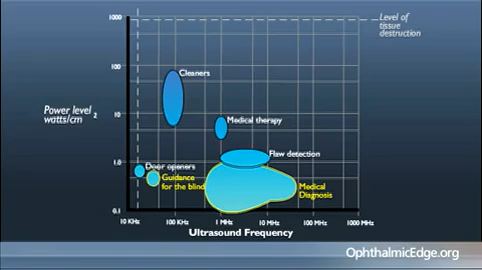 1000
Level of
tissue
destruction
100
Cleaners
Power level
watts/cm 2
10
Medical therapy
Flaw detection
1.0
Door openers
Guidance
for the blind
Medical
Diagnosis
0.1
10 KHz 100 KHz 1 MHz 10 MHz 100 MHz 1000 MHz
Ultrasound Frequency
OphthalmicEdge.org